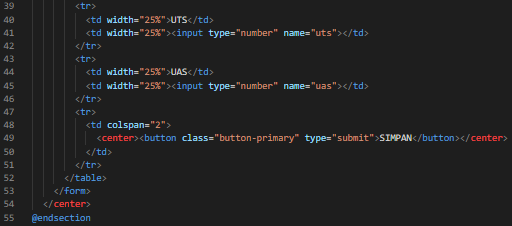 39 <tr>
40 <td width="25%">UTS</td>
41 <td width="25%"><input type="number" name="uts"></td>
42 </tr>
43 <tr>
44 <td width="25%">UAS</td>
45 <td width="25%"><input type="number" name="uas"></td>
46 </tr>
47 <tr>
48 <td colspan="2">
49 <center><button class="button-primary" type="submit">SIMPAN</button></center>
50 </td>
51 </tr>
52 </table>
53 </form>
54 </center>
55 @endsection